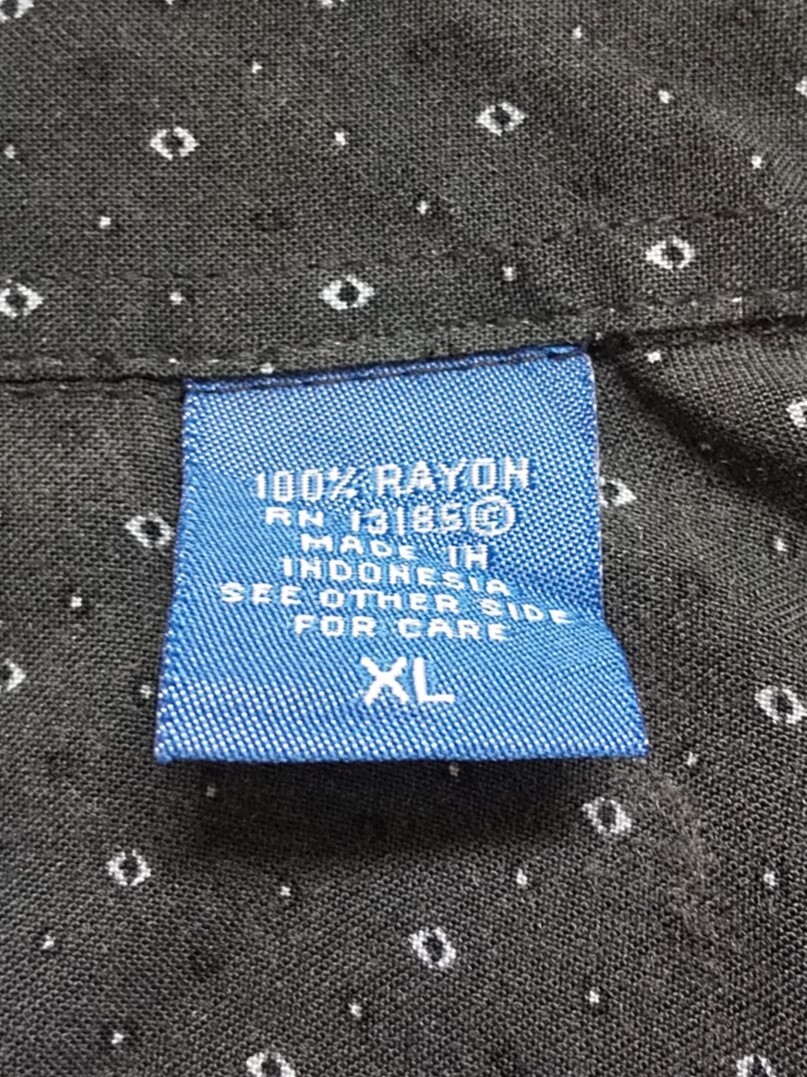 100% RAYON
RN 13185 Ⓒ
MADE IN
INDONESIA
SEE OTHER SIDE
FOR CARE
XL